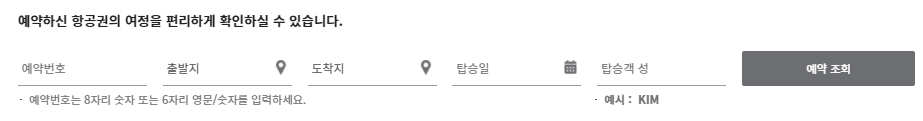 예약하신 항공권의 여정을 편리하게 확인하실 수 있습니다.
예약번호 출발지 도착지 탑승일 탑승객 성 예약 조회
· 예약번호는 8자리 숫자 또는 6자리 영문/숫자를 입력하세요. · 예시 : KIM